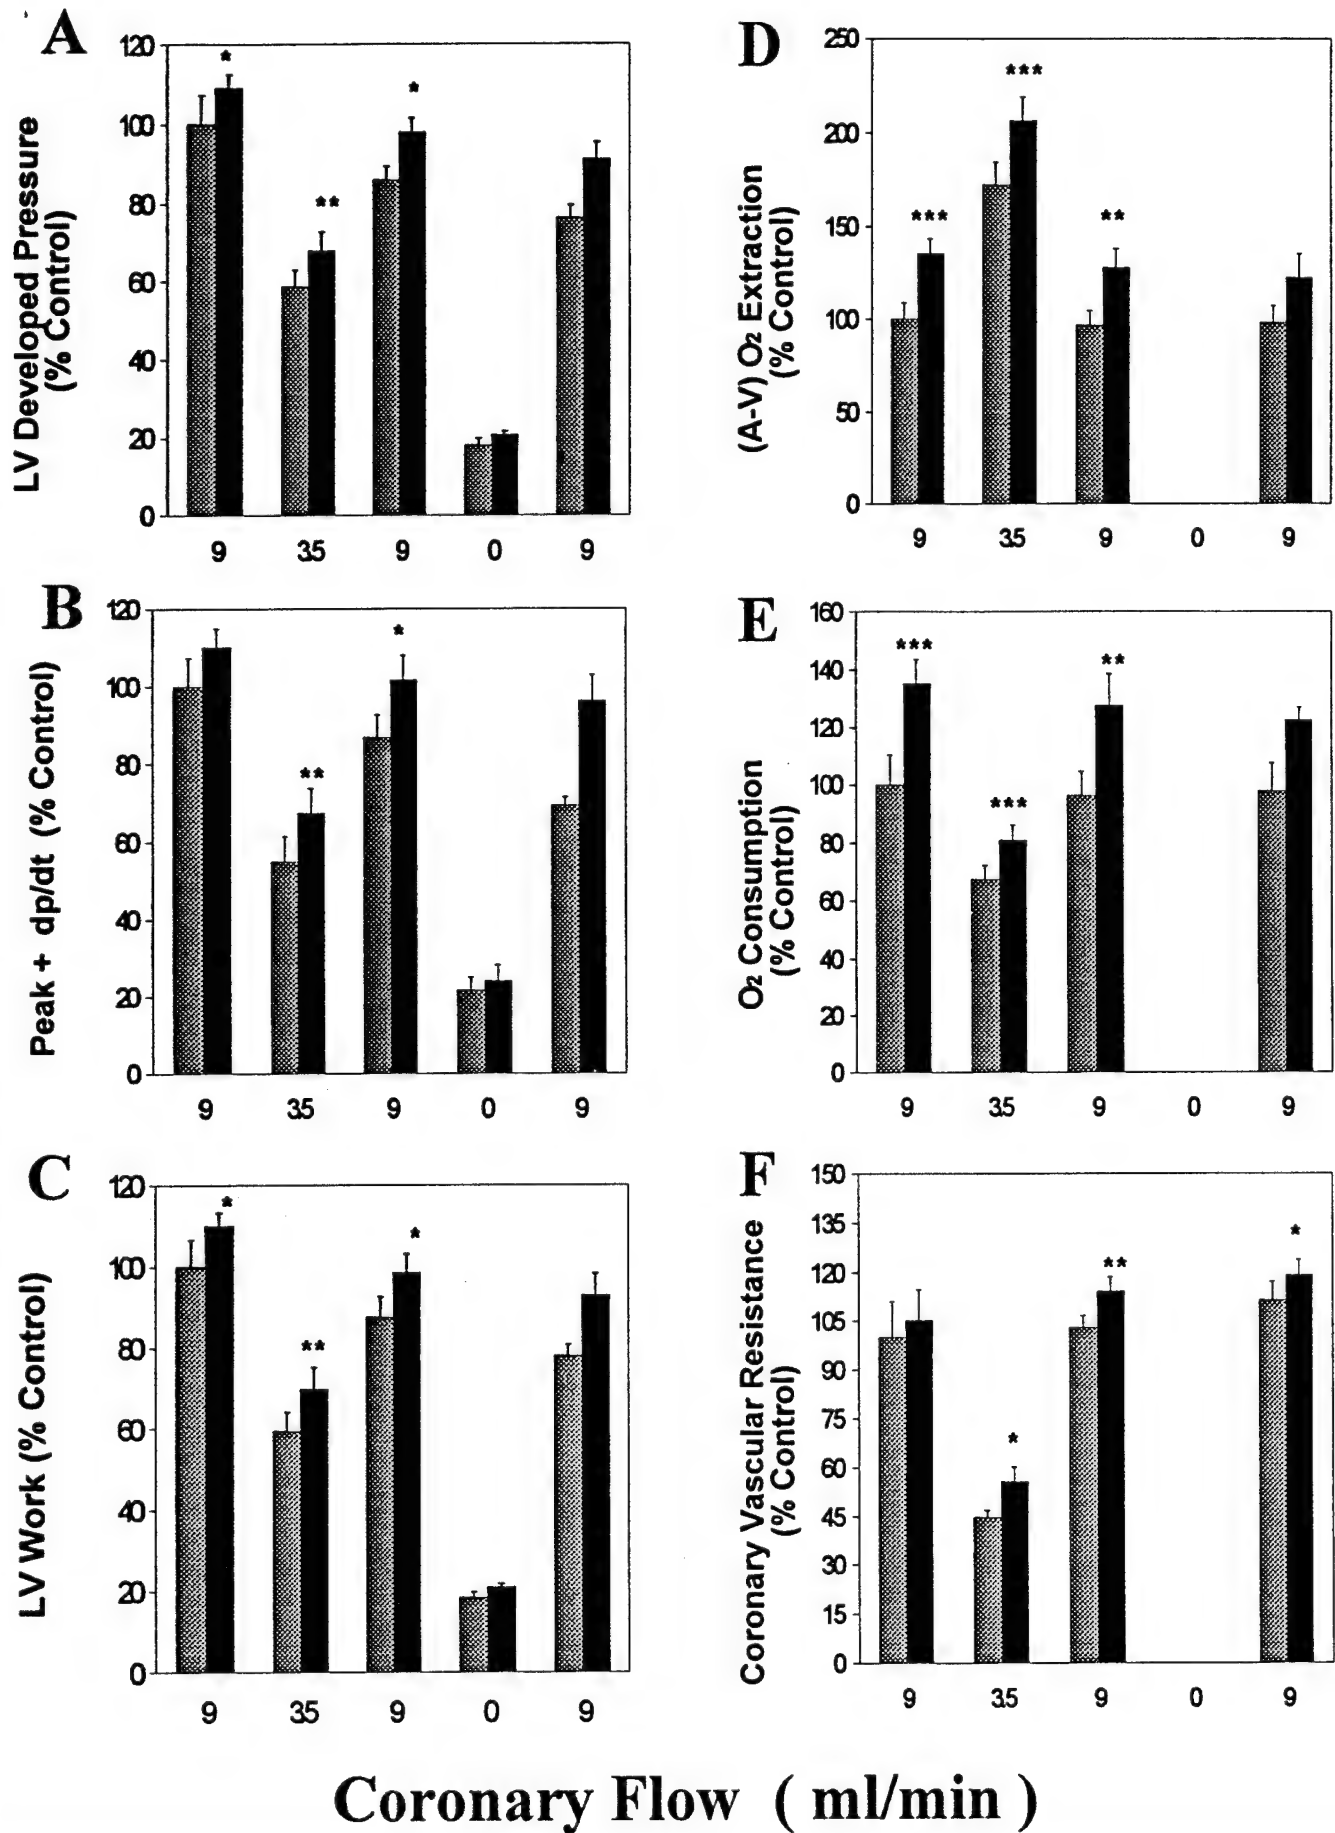 A
LV Developed Pressure
(% Control)
120
100
80
60
40
20
0
*
**
*
9 35 9 0 9
D
(A-V) O2 Extraction
(% Control)
250
200
150
100
50
0
***
***
**
9 35 9 0 9
B
Peak + dp/dt (% Control)
120
100
80
60
40
20
0
**
*
9 35 9 0 9
E
O2 Consumption
(% Control)
160
140
120
100
80
60
40
20
0
***
***
**
9 35 9 0 9
C
LV Work (% Control)
120
100
80
60
40
20
0
*
**
*
9 35 9 0 9
F
Coronary Vascular Resistance
(% Control)
150
135
120
105
90
75
60
45
30
15
0
*
**
*
9 35 9 0 9
Coronary Flow ( ml/min )